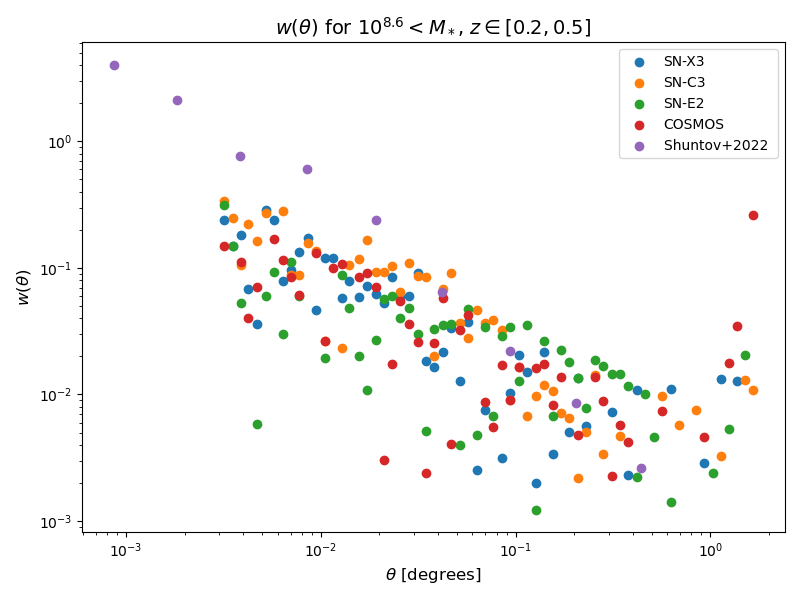 w(θ) for 10^8.6 < M_*, z ∈ [0.2, 0.5]
SN-X3
SN-C3
SN-E2
COSMOS
Shuntov+2022
w(θ)
10^0
10^-1
10^-2
10^-3
10^-3 10^-2 10^-1 10^0
θ [degrees]